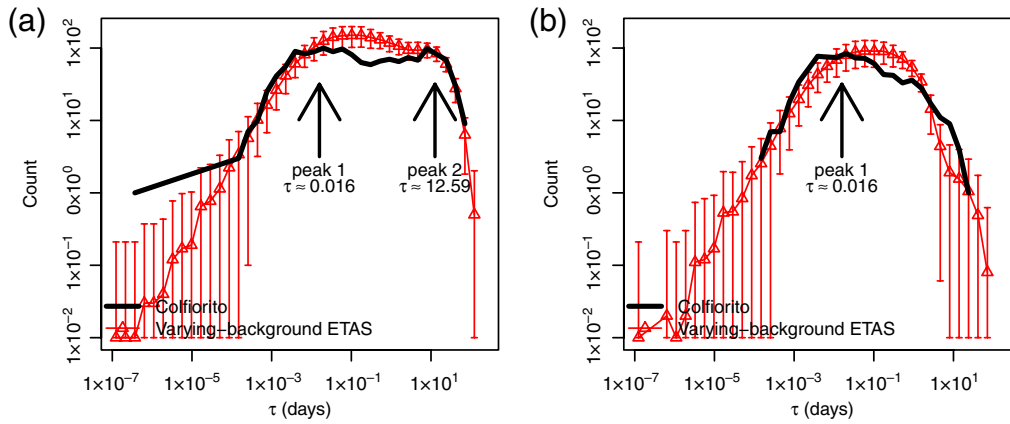 (a)
Count
1×10²
1×10¹
0×10⁰
1×10⁻¹
1×10⁻²
peak 1
τ ≈ 0.016
peak 2
τ ≈ 12.59
Colfiorito
Varying−background ETAS
1×10⁻⁷
1×10⁻⁵
1×10⁻³
1×10⁻¹
1×10¹
τ (days)
(b)
Count
1×10²
1×10¹
0×10⁰
1×10⁻¹
1×10⁻²
peak 1
τ ≈ 0.016
Colfiorito
Varying−background ETAS
1×10⁻⁷
1×10⁻⁵
1×10⁻³
1×10⁻¹
1×10¹
τ (days)